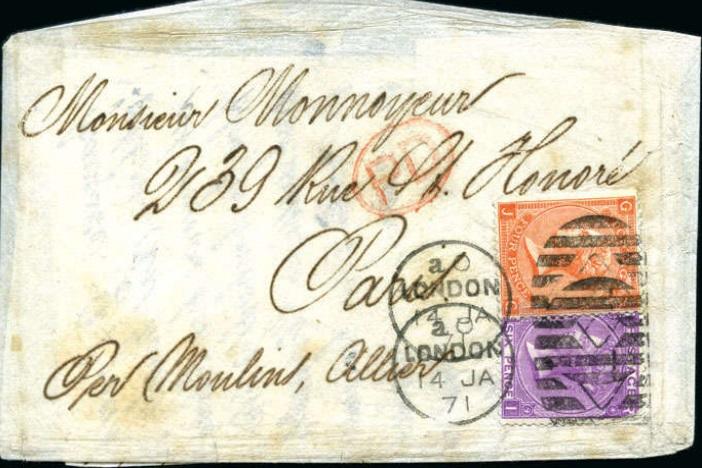 Monsieur Monnoyeur
239 Rue St. Honoré
Paris
Per Moulins, Allier
PD
LONDON
14 JA
LONDON
14 JA
71
J
G
FOUR PENCE
SIX PENCE
I